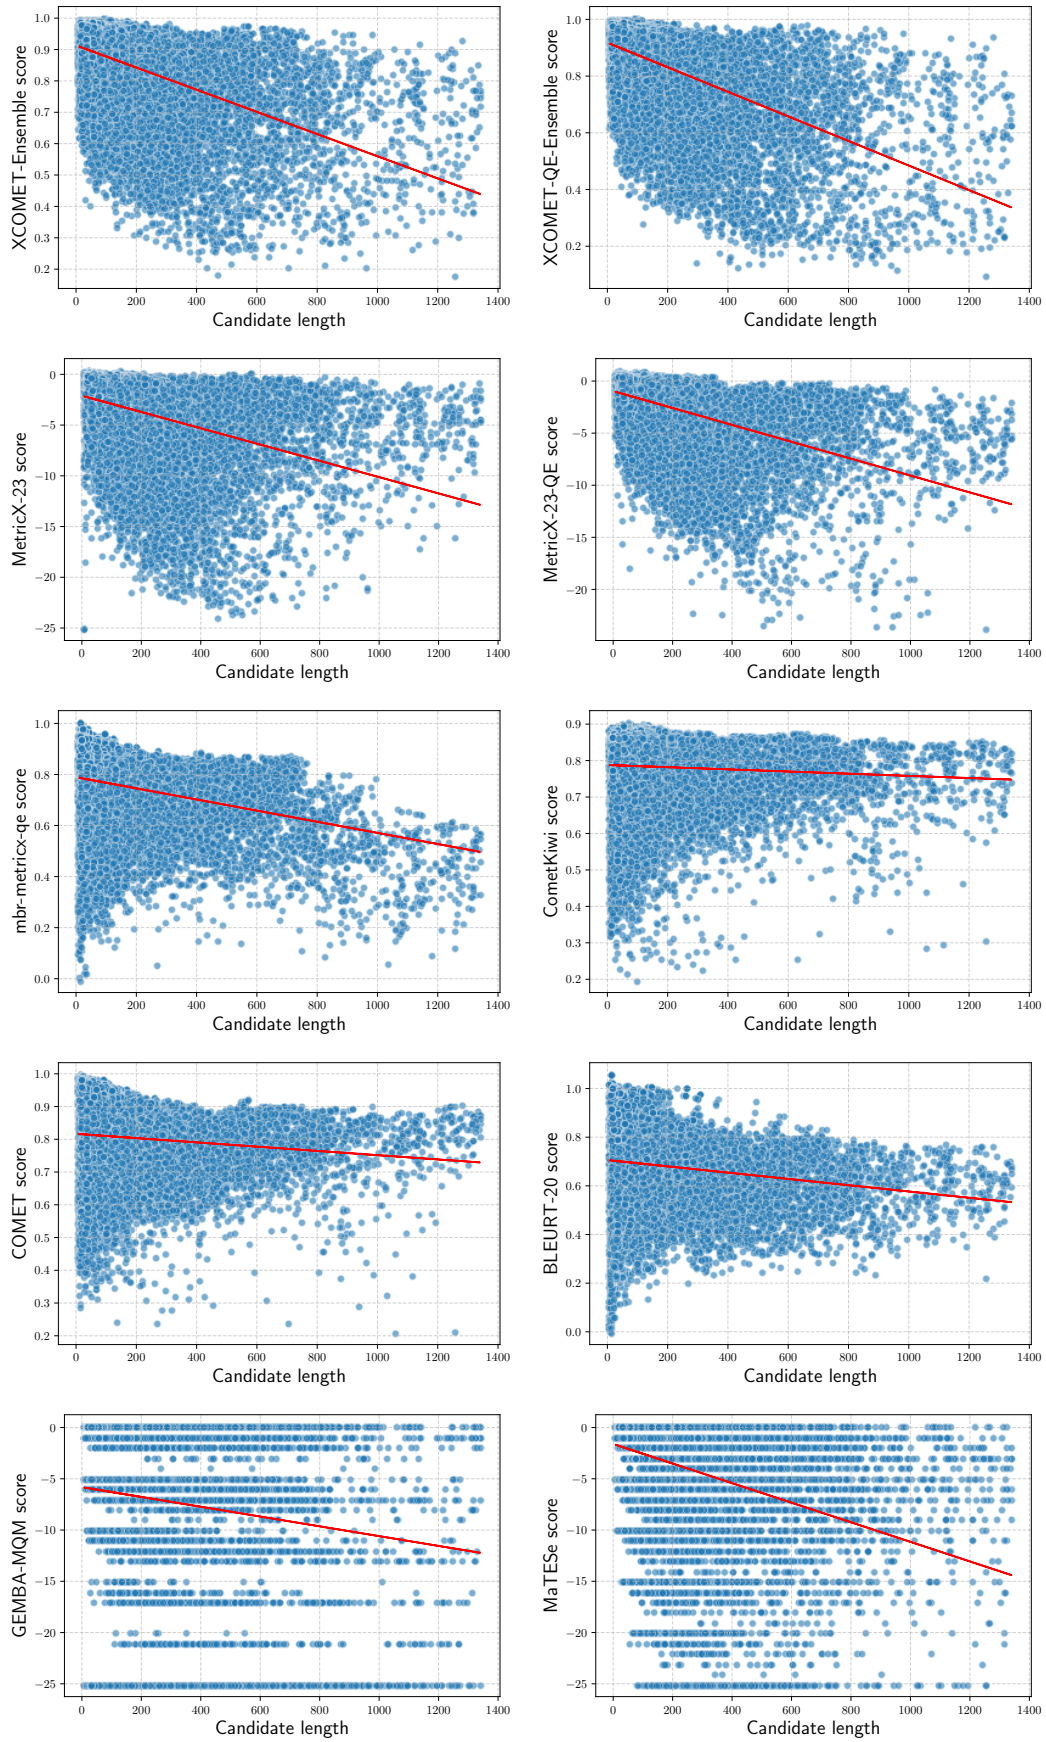 XCOMET-Ensemble score
1.0
0.9
0.8
0.7
0.6
0.5
0.4
0.3
0.2
0 200 400 600 800 1000 1200 1400
Candidate length
XCOMET-QE-Ensemble score
1.0
0.8
0.6
0.4
0.2
0 200 400 600 800 1000 1200 1400
Candidate length
MetricX-23 score
0
−5
−10
−15
−20
−25
0 200 400 600 800 1000 1200 1400
Candidate length
MetricX-23-QE score
0
−5
−10
−15
−20
0 200 400 600 800 1000 1200 1400
Candidate length
mbr-metricx-qe score
1.0
0.8
0.6
0.4
0.2
0.0
0 200 400 600 800 1000 1200 1400
Candidate length
CometKiwi score
0.9
0.8
0.7
0.6
0.5
0.4
0.3
0.2
0 200 400 600 800 1000 1200 1400
Candidate length
COMET score
1.0
0.9
0.8
0.7
0.6
0.5
0.4
0.3
0.2
0 200 400 600 800 1000 1200 1400
Candidate length
BLEURT-20 score
1.0
0.8
0.6
0.4
0.2
0.0
0 200 400 600 800 1000 1200 1400
Candidate length
GEMBA-MQM score
0
−5
−10
−15
−20
−25
0 200 400 600 800 1000 1200 1400
Candidate length
MaTESe score
0
−5
−10
−15
−20
−25
0 200 400 600 800 1000 1200 1400
Candidate length